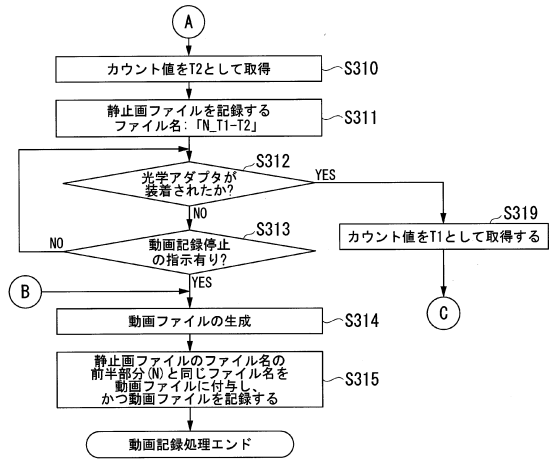 A
カウント値をT2として取得
S310
静止画ファイルを記録する
ファイル名:「N_T1-T2」
S311
光学アダプタが
装着されたか?
S312
YES
NO
動画記録停止
の指示有り?
S313
NO
YES
カウント値をT1として取得する
S319
C
B
動画ファイルの生成
S314
静止画ファイルのファイル名の
前半部分(N)と同じファイル名を
動画ファイルに付与し、
かつ動画ファイルを記録する
S315
動画記録処理エンド